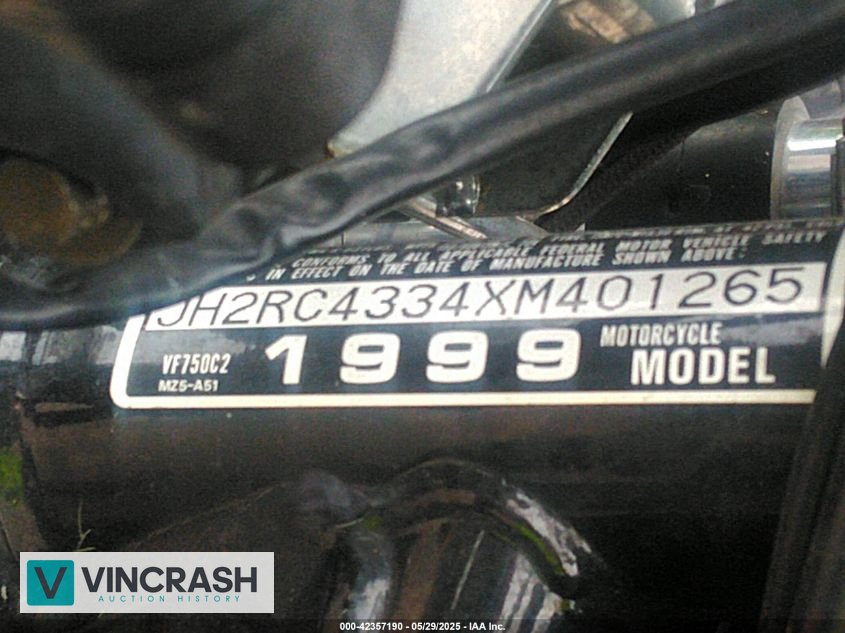 CONFORMS TO ALL APPLICABLE FEDERAL MOTOR VEHICLE SAFETY
IN EFFECT ON THE DATE OF MANUFACTURE SHOWN ABOVE.
JH2RC4334XM401265
VF750C2
MZ5-A51
1999
MOTORCYCLE
MODEL
V VINCRASH
AUCTION HISTORY
000-42357190 - 05/29/2025 - IAA Inc.